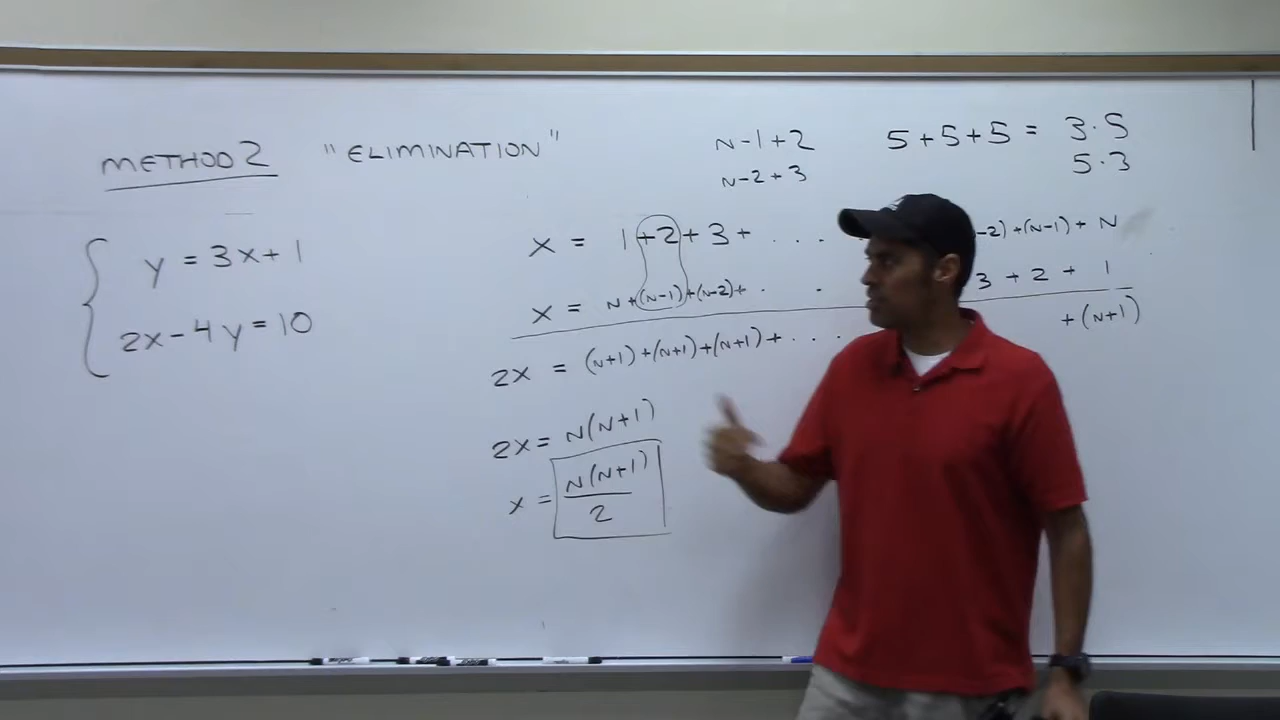 METHOD 2 "ELIMINATION"
y = 3x + 1
2x - 4y = 10
N-1+2
N-2+3
5+5+5 = 3·5
5·3
x = 1 +2 + 3 + . . . -2) + (N-1) + N
x = N + (N-1) + (N-2) + . . 3 + 2 + 1
2x = (N+1) + (N+1) + (N+1) + . . . + (N+1)
2x = N(N+1)
x = N(N+1)
2